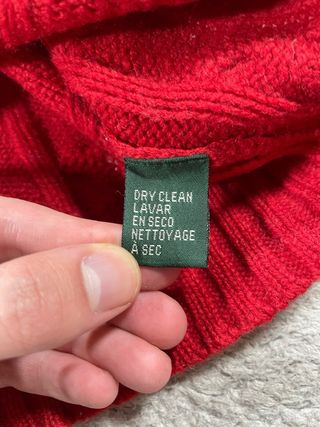 DRY CLEAN
LAVAR
EN SECO
NETTOYAGE
À SEC